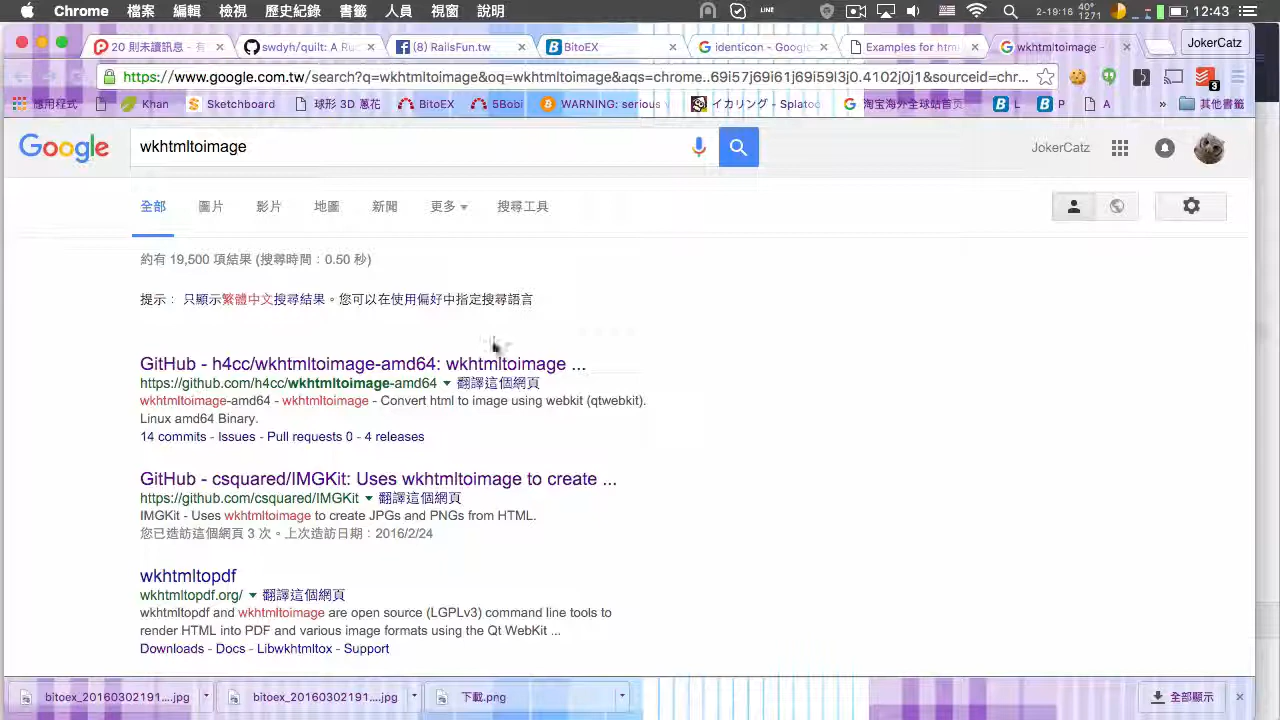 Chrome 檔案 編輯 檢視 歷史紀錄 書籤 人員 視窗 說明 LINE 2:19:16 12:43
20 則未讀訊息 swdyh/quilt: A Ru (8) RailsFun.tw BitoEX identicon - Google Examples for wkhtmltoimage JokerCatz
https://www.google.com.tw/search?q=wkhtmltoimage&oq=wkhtmltoimage&aqs=chrome..69i57j69i61j69i59l3j0.4102j0j1&sourceid=chr... 3
應用程式 Khan Sketchboard 球形 3D 蔥花 BitoEX 5Bobi WARNING: serious イカリング - Splatoo 淘宝海外全球站首页 L P A » 其他書籤
Google wkhtmltoimage JokerCatz
全部 圖片 影片 地圖 新聞 更多 搜尋工具
約有 19,500 項結果 (搜尋時間：0.50 秒)
提示： 只顯示繁體中文搜尋結果。您可以在使用偏好中指定搜尋語言
GitHub - h4cc/wkhtmltoimage-amd64: wkhtmltoimage ...
https://github.com/h4cc/wkhtmltoimage-amd64 翻譯這個網頁
wkhtmltoimage-amd64 - wkhtmltoimage - Convert html to image using webkit (qtwebkit).
Linux amd64 Binary.
14 commits - Issues - Pull requests 0 - 4 releases
GitHub - csquared/IMGKit: Uses wkhtmltoimage to create ...
https://github.com/csquared/IMGKit 翻譯這個網頁
IMGKit - Uses wkhtmltoimage to create JPGs and PNGs from HTML.
您已造訪這個網頁 3 次。上次造訪日期：2016/2/24
wkhtmltopdf
wkhtmltopdf.org/ 翻譯這個網頁
wkhtmltopdf and wkhtmltoimage are open source (LGPLv3) command line tools to
render HTML into PDF and various image formats using the Qt WebKit ...
Downloads - Docs - Libwkhtmltox - Support
bitoex_20160302191....jpg bitoex_20160302191....jpg 下載.png 全部顯示